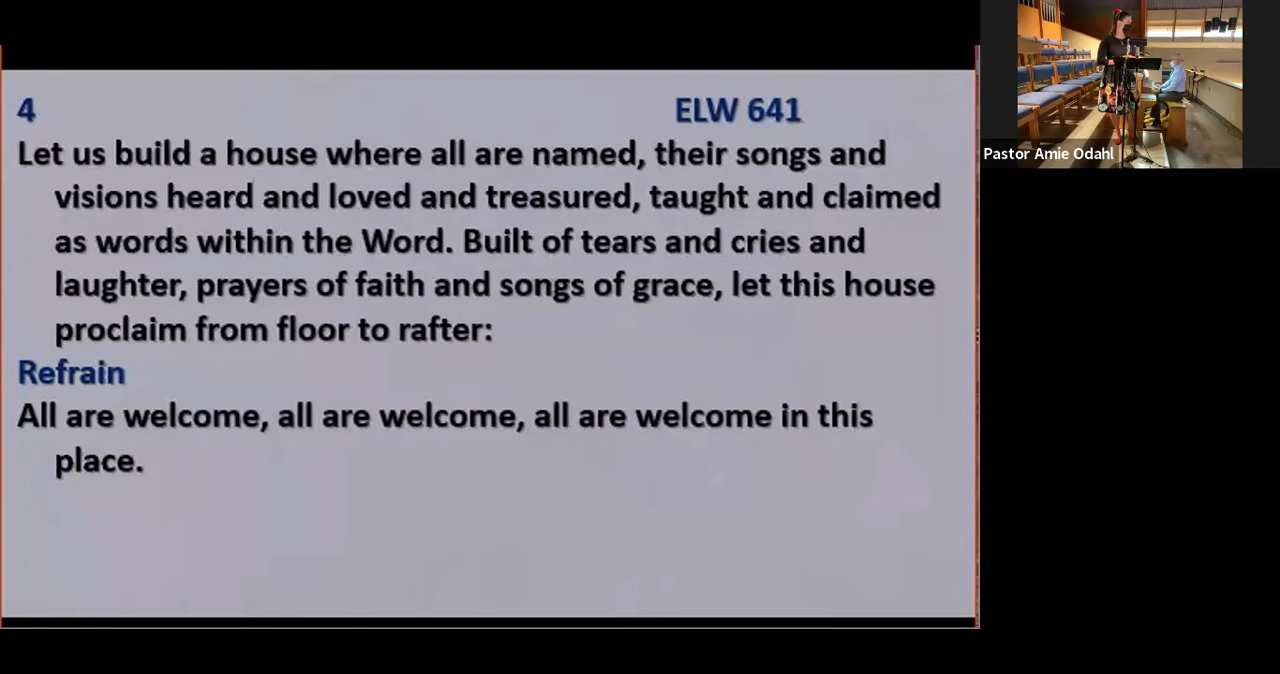 4 ELW 641
Let us build a house where all are named, their songs and
visions heard and loved and treasured, taught and claimed
as words within the Word. Built of tears and cries and
laughter, prayers of faith and songs of grace, let this house
proclaim from floor to rafter:
Refrain
All are welcome, all are welcome, all are welcome in this
place.
Pastor Amie Odahl